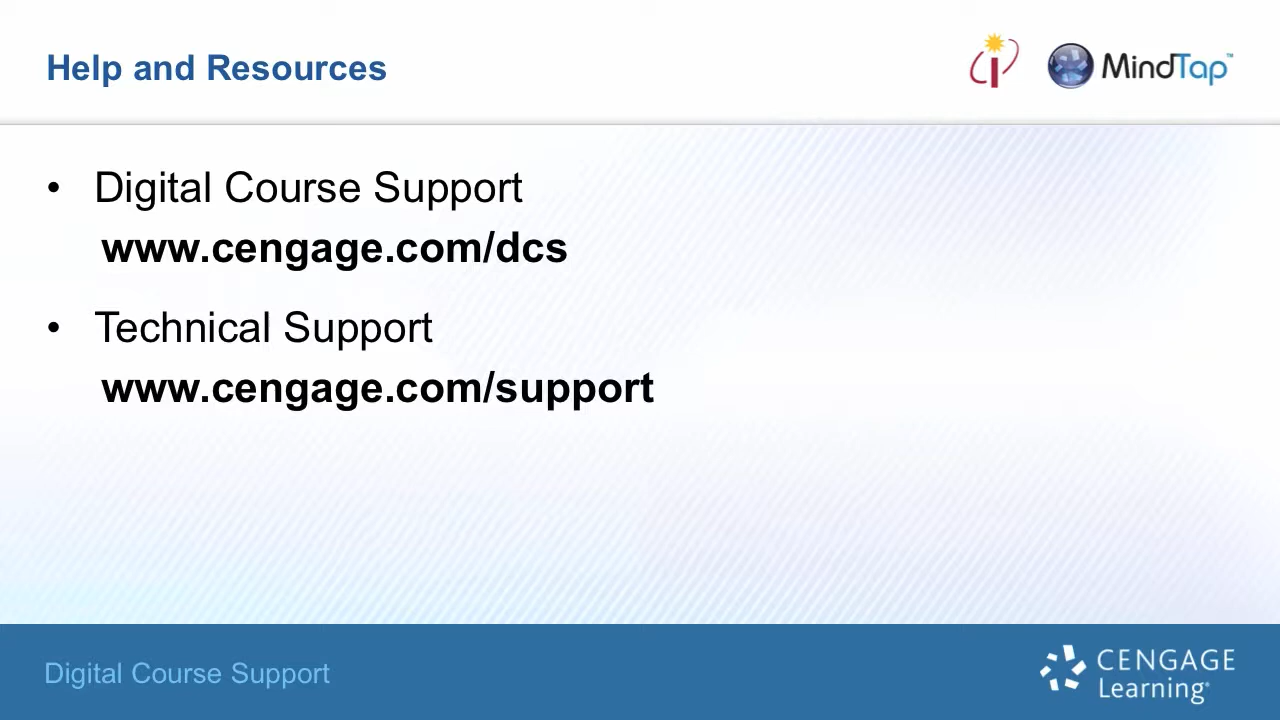 Help and Resources
MindTap™
• Digital Course Support
www.cengage.com/dcs
• Technical Support
www.cengage.com/support
Digital Course Support
CENGAGE
Learning®